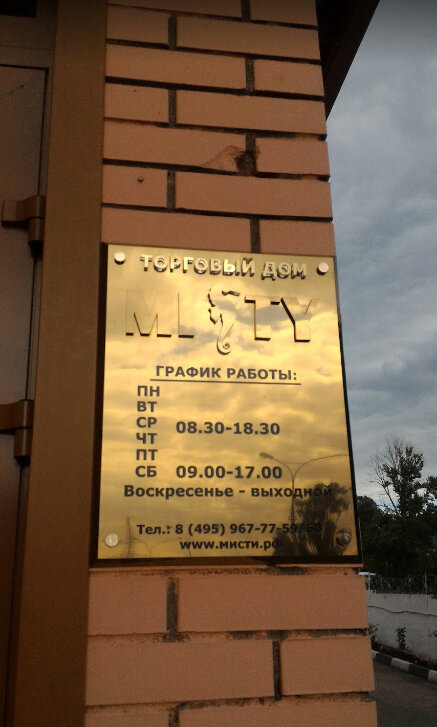 ТОРГОВЫЙ ДОМ
MISTY
ГРАФИК РАБОТЫ:
ПН
ВТ
СР 08.30-18.30
ЧТ
ПТ
СБ 09.00-17.00
Воскресенье - выходной
Тел.: 8 (495) 967-77-59/60
www.мисти.рф